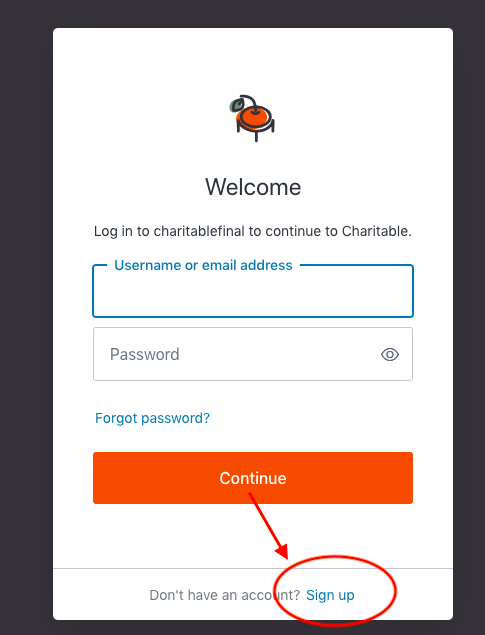 Welcome
Log in to charitablefinal to continue to Charitable.
Username or email address
Password
Forgot password?
Continue
Don't have an account? Sign up